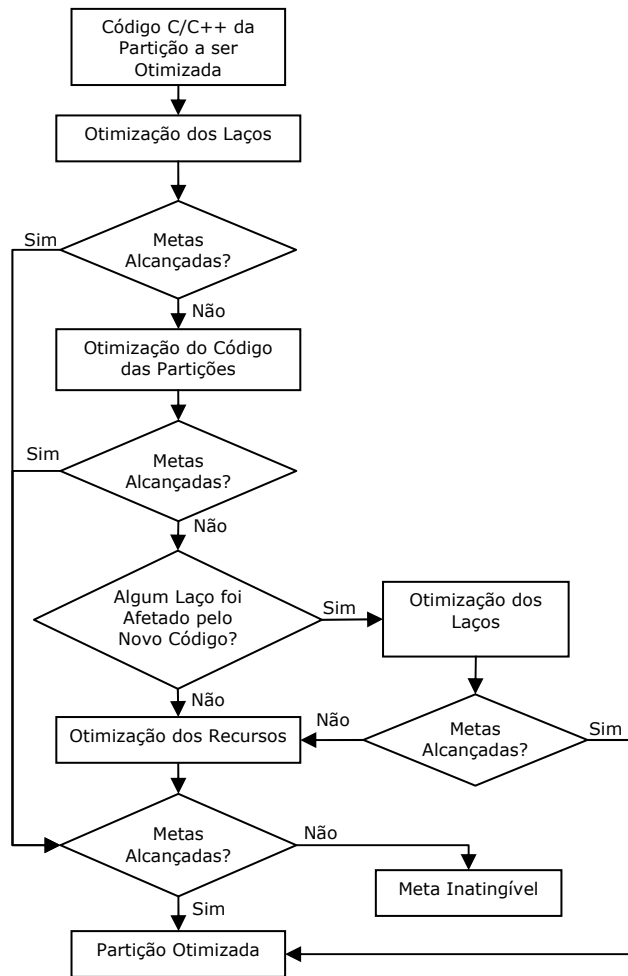 Código C/C++ da
Partição a ser
Otimizada
Otimização dos Laços
Sim
Metas
Alcançadas?
Não
Otimização do Código
das Partições
Sim
Metas
Alcançadas?
Não
Algum Laço foi
Afetado pelo
Novo Código?
Sim
Otimização dos
Laços
Não
Otimização dos Recursos
Não
Metas
Alcançadas?
Sim
Metas
Alcançadas?
Não
Meta Inatingível
Sim
Partição Otimizada